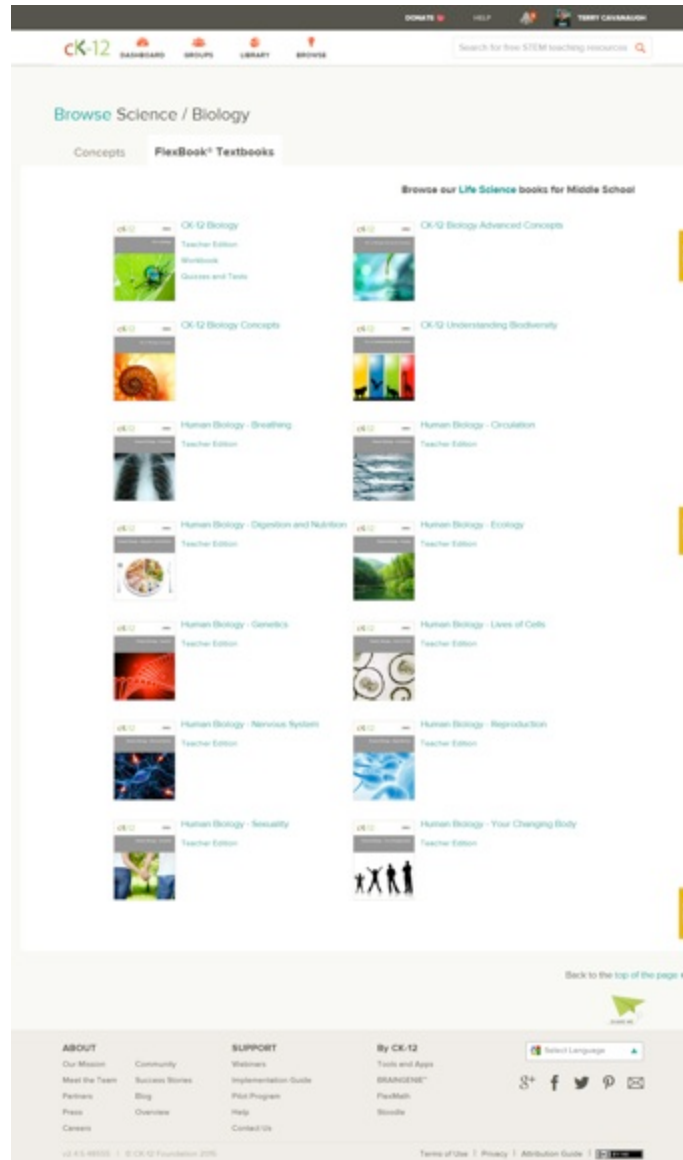 DONATE HELP TERRY CAVANAUGH
cK-12 DASHBOARD GROUPS LIBRARY BROWSE Search for free STEM teaching resources
Browse Science / Biology
Concepts FlexBook® Textbooks
Browse our Life Science books for Middle School
CK-12 Biology
Teacher Edition
Workbook
Quizzes and Tests
CK-12 Biology Advanced Concepts
CK-12 Biology Concepts
CK-12 Understanding Biodiversity
Human Biology - Breathing
Teacher Edition
Human Biology - Circulation
Teacher Edition
Human Biology - Digestion and Nutrition
Teacher Edition
Human Biology - Ecology
Teacher Edition
Human Biology - Genetics
Teacher Edition
Human Biology - Lives of Cells
Teacher Edition
Human Biology - Nervous System
Teacher Edition
Human Biology - Reproduction
Teacher Edition
Human Biology - Sexuality
Teacher Edition
Human Biology - Your Changing Body
Teacher Edition
Back to the top of the page
SHARE ME
ABOUT
Our Mission Community
Meet the Team Success Stories
Partners Blog
Press Overview
Careers
SUPPORT
Webinars
Implementation Guide
Pilot Program
Help
Contact Us
By CK-12
Tools and Apps
BRAINGENIE™
FlexMath
Select Language
© CK-12 Foundation 2015
Terms of Use | Privacy | Attribution Guide |